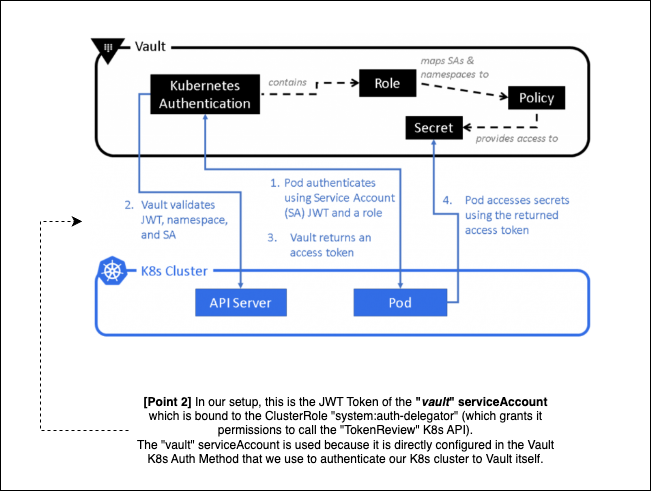 Vault
Kubernetes
Authentication
contains
Role
maps SAs &
namespaces to
Policy
Secret
provides access to
1. Pod authenticates
using Service Account
(SA) JWT and a role
2. Vault validates
JWT, namespace,
and SA
3. Vault returns an
access token
4. Pod accesses secrets
using the returned
access token
K8s Cluster
API Server
Pod
[Point 2] In our setup, this is the JWT Token of the "vault" serviceAccount
which is bound to the ClusterRole "system:auth-delegator" (which grants it
permissions to call the "TokenReview" K8s API).
The "vault" serviceAccount is used because it is directly configured in the Vault
K8s Auth Method that we use to authenticate our K8s cluster to Vault itself.